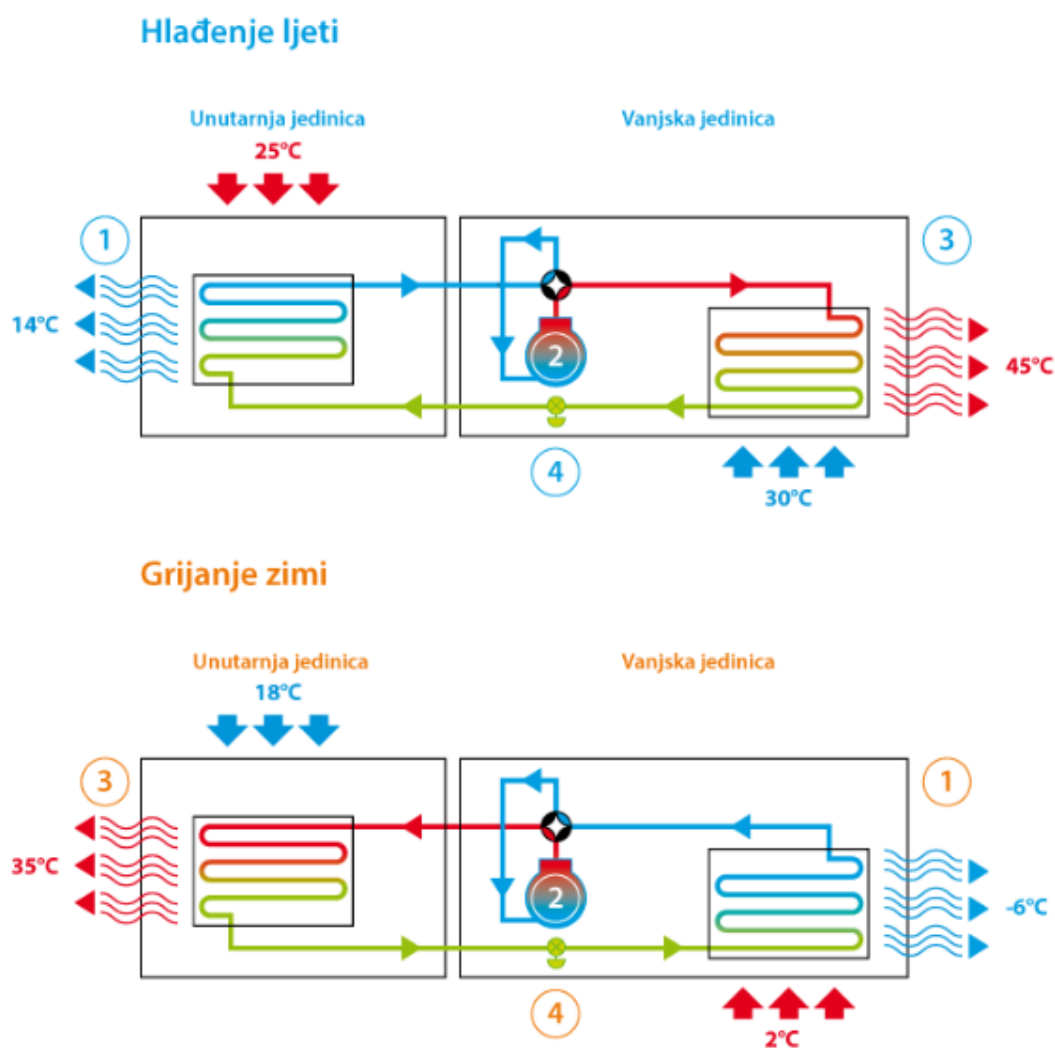 Hlađenje ljeti
Unutarnja jedinica
Vanjska jedinica
25°C
1
3
2
14°C
45°C
4
30°C
Grijanje zimi
Unutarnja jedinica
Vanjska jedinica
18°C
3
1
35°C
2
-6°C
4
2°C